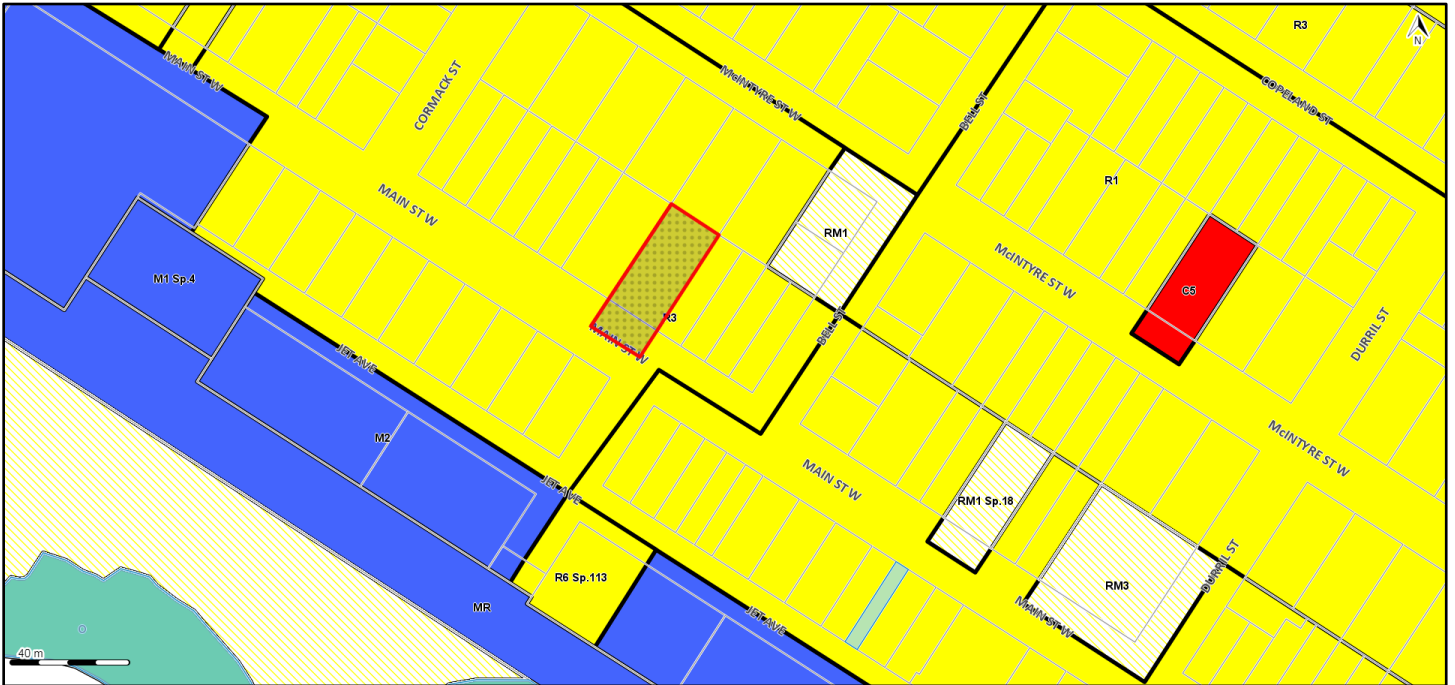 R3
N
MAIN ST W
CORMACK ST
McINTYRE ST W
BELL ST
COPELAND ST
R1
MAIN ST W
RM1
McINTYRE ST W
M1 Sp.4
C5
R3
MAIN ST W
BELL ST
DURRIL ST
JET AVE
M2
McINTYRE ST W
MAIN ST W
JET AVE
RM1 Sp.18
R6 Sp.113
RM3
DURRIL ST
MR
JET AVE
MAIN ST W
O
40 m